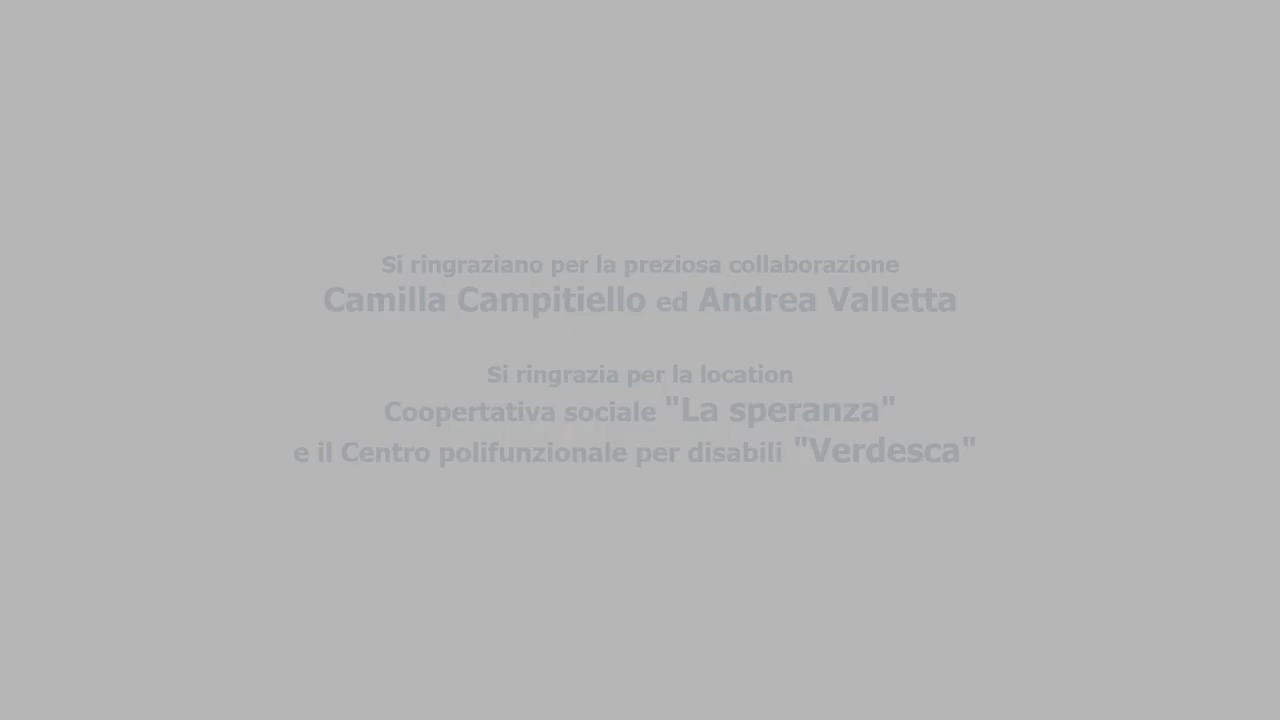 Si ringraziano per la preziosa collaborazione
Camilla Campitiello ed Andrea Valletta
Si ringrazia per la location
Coopertativa sociale "La speranza"
e il Centro polifunzionale per disabili "Verdesca"